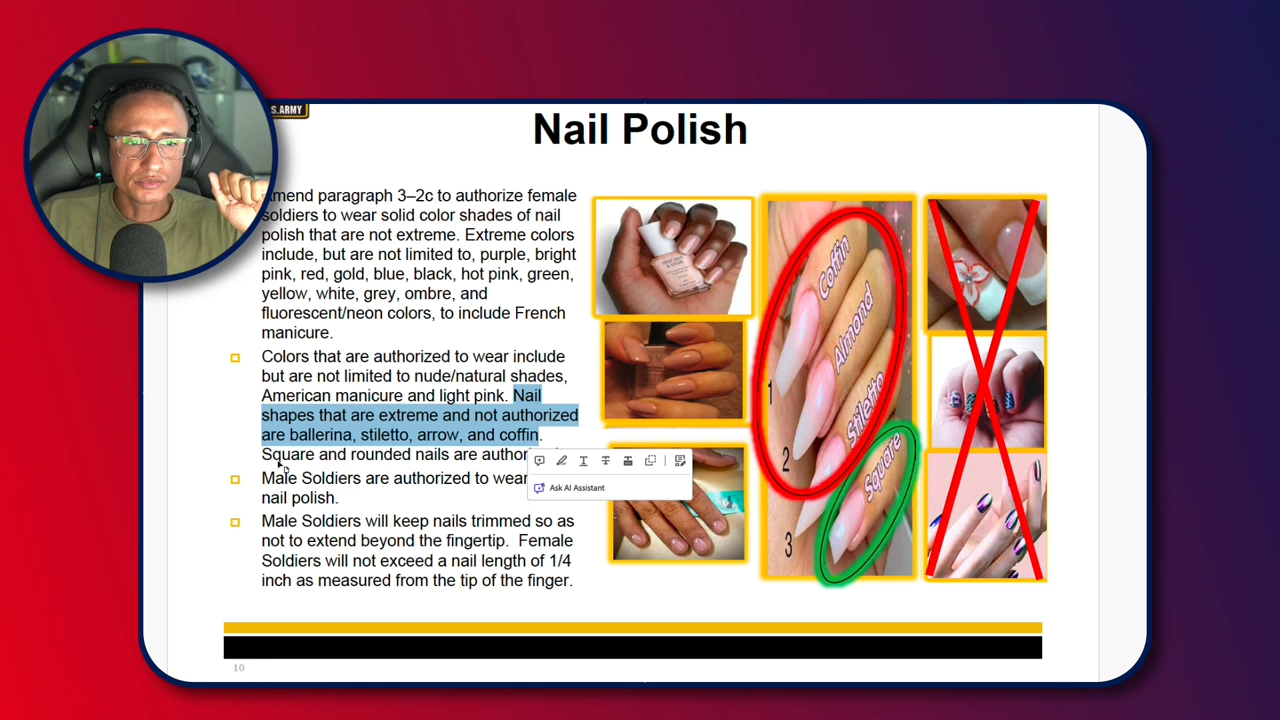 S.ARMY
Nail Polish
mend paragraph 3–2c to authorize female
soldiers to wear solid color shades of nail
polish that are not extreme. Extreme colors
include, but are not limited to, purple, bright
pink, red, gold, blue, black, hot pink, green,
yellow, white, grey, ombre, and
fluorescent/neon colors, to include French
manicure.
Colors that are authorized to wear include
but are not limited to nude/natural shades,
American manicure and light pink. Nail
shapes that are extreme and not authorized
are ballerina, stiletto, arrow, and coffin.
Square and rounded nails are author
Male Soldiers are authorized to wear
nail polish.
Male Soldiers will keep nails trimmed so as
not to extend beyond the fingertip. Female
Soldiers will not exceed a nail length of 1/4
inch as measured from the tip of the finger.
Ask AI Assistant
Coffin
Almond
Stiletto
Square
1
2
3
10